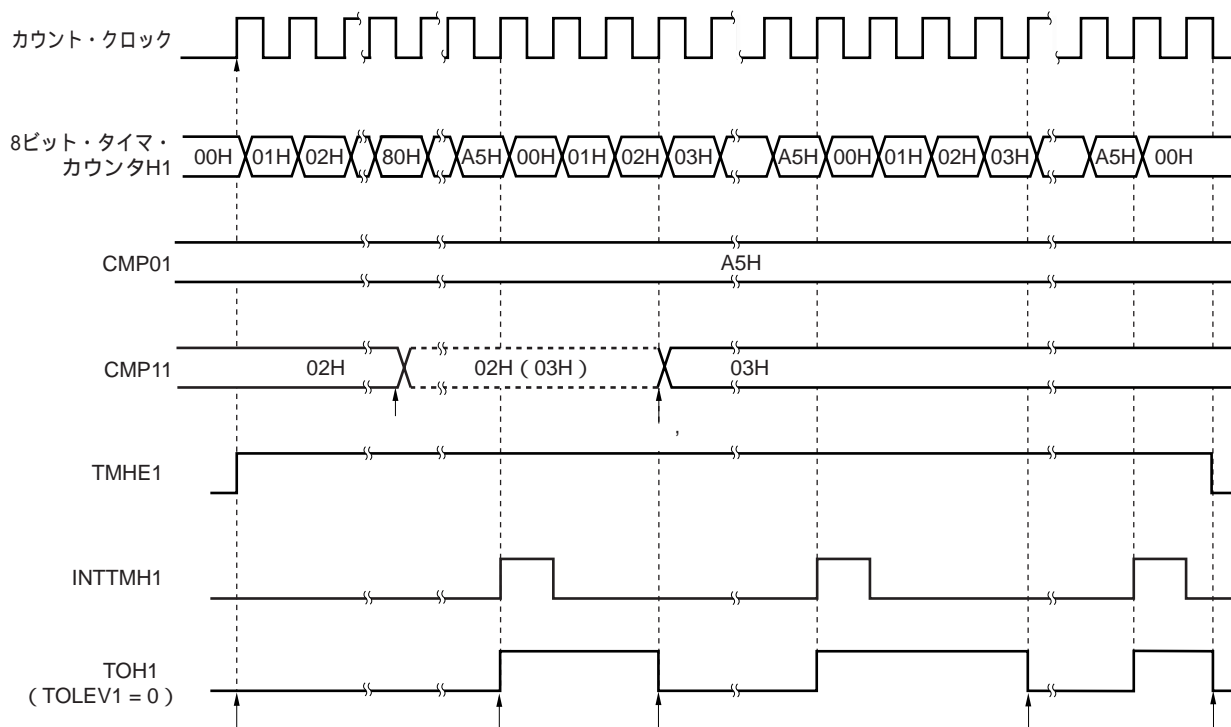 カウント・クロック
8ビット・タイマ・
カウンタH1
00H 01H 02H 80H A5H 00H 01H 02H 03H A5H 00H 01H 02H 03H A5H 00H
CMP01
A5H
CMP11
02H
02H(03H)
03H
,
TMHE1
INTTMH1
TOH1
(TOLEV1 = 0)